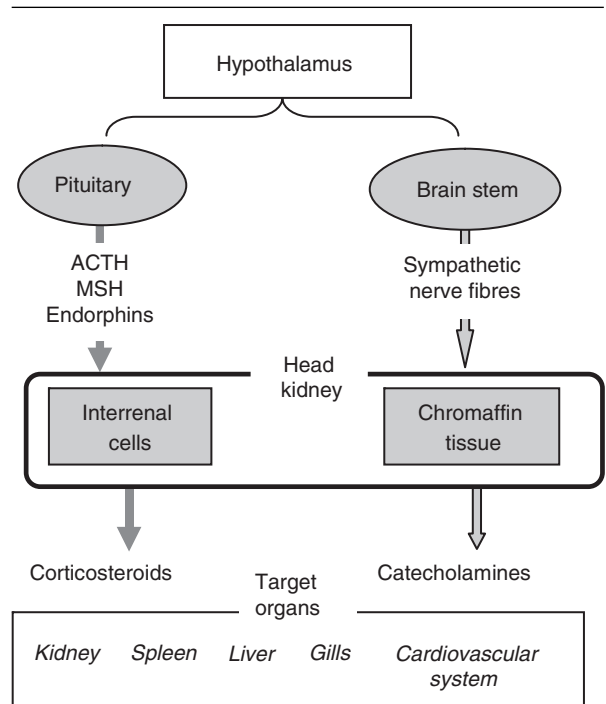 Hypothalamus
Pituitary
Brain stem
ACTH
MSH
Endorphins
Sympathetic
nerve fibres
Head
kidney
Interrenal
cells
Chromaffin
tissue
Corticosteroids
Catecholamines
Target
organs
Kidney
Spleen
Liver
Gills
Cardiovascular
system